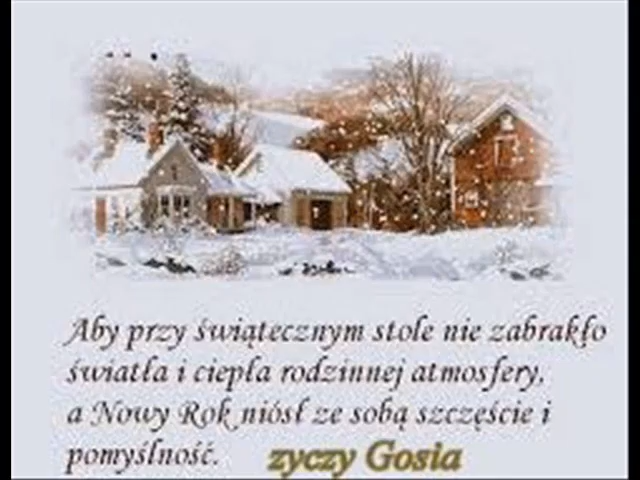 Aby przy świątecznym stole nie zabrakło
światła i ciepła rodzinnej atmosfery,
a Nowy Rok niósł ze sobą szczęście i
pomyślność. zyczy Gosia